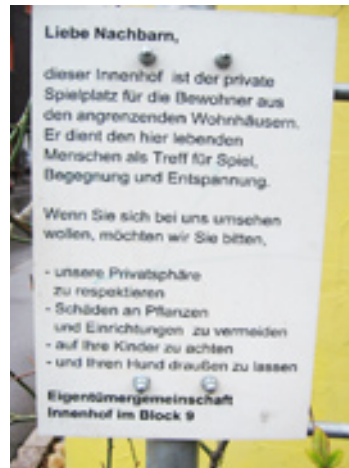 Liebe Nachbarn,
dieser Innenhof ist der private
Spielplatz für die Bewohner aus
den angrenzenden Wohnhäusern.
Er dient den hier lebenden
Menschen als Treff für Spiel,
Begegnung und Entspannung.
Wenn Sie sich bei uns umsehen
wollen, möchten wir Sie bitten,
- unsere Privatsphäre
zu respektieren
- Schäden an Pflanzen
und Einrichtungen zu vermeiden
- auf Ihre Kinder zu achten
- und Ihren Hund draußen zu lassen
Eigentümergemeinschaft
Innenhof im Block 9